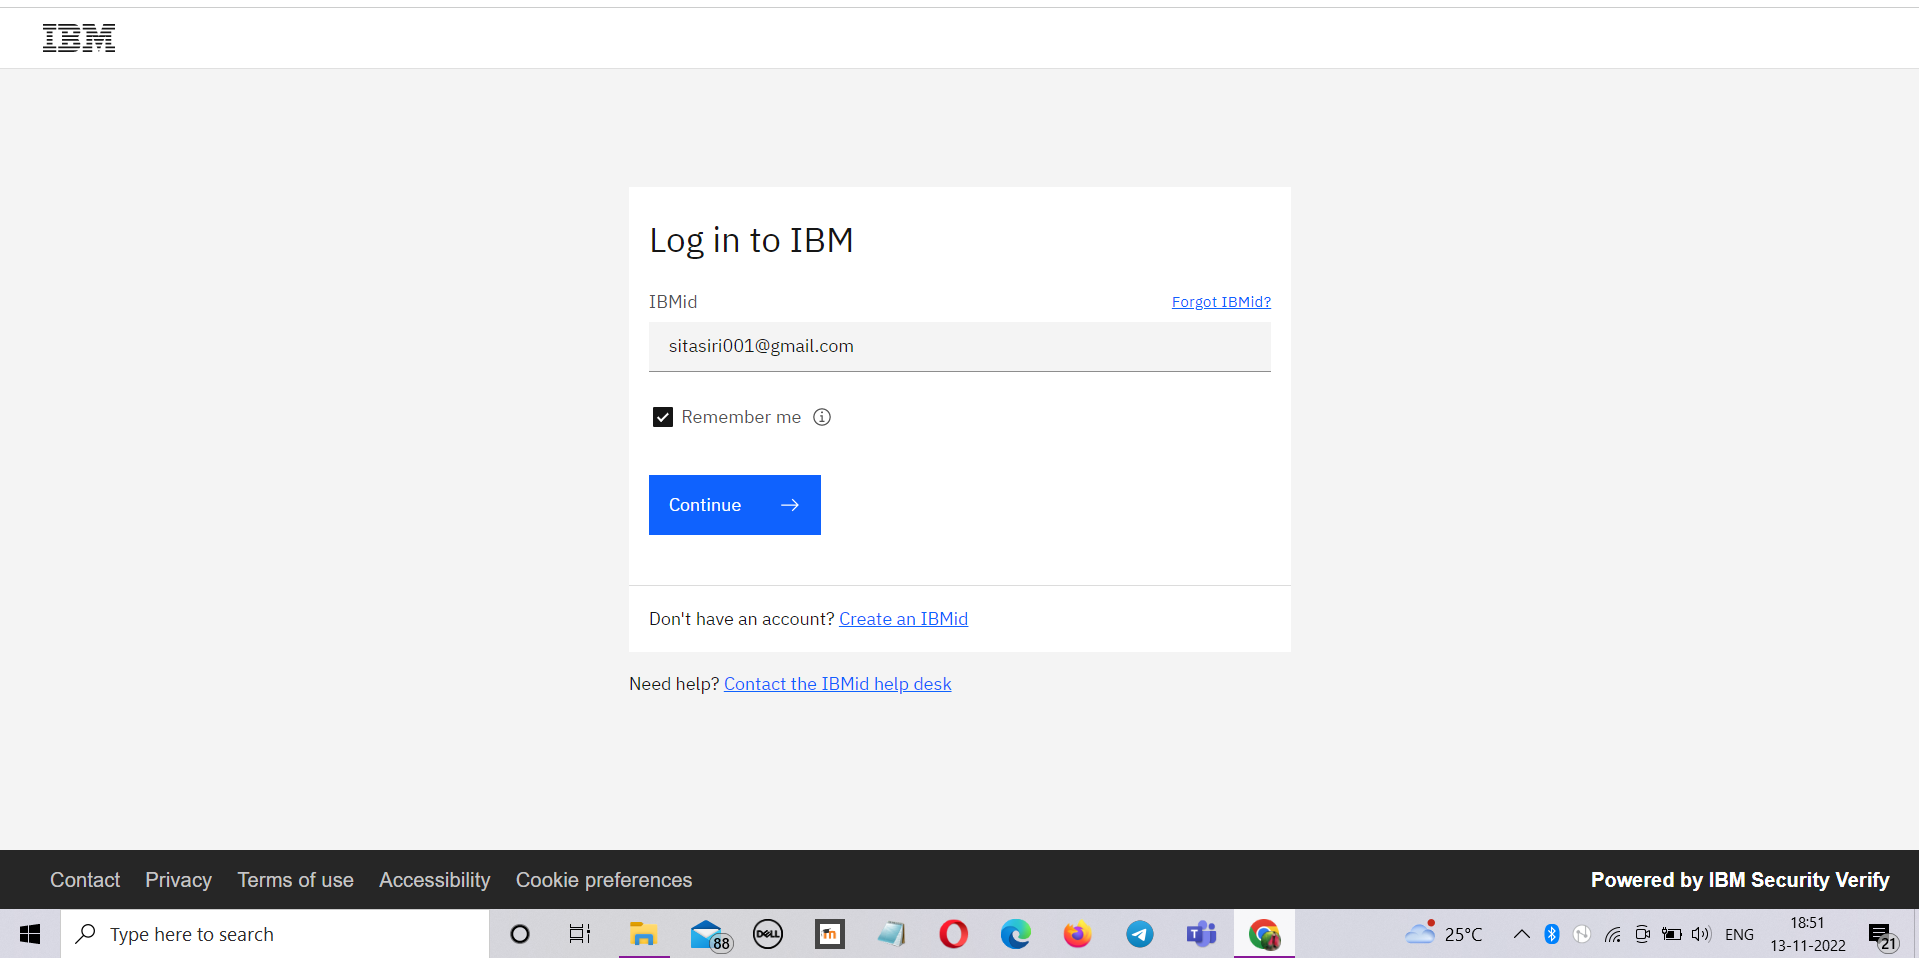 IBM
Log in to IBM
IBMid Forgot IBMid?
sitasiri001@gmail.com
Remember me
Continue
Don't have an account? Create an IBMid
Need help? Contact the IBMid help desk
Contact Privacy Terms of use Accessibility Cookie preferences Powered by IBM Security Verify
Type here to search 88 DELL m T 25°C ENG 18:51
13-11-2022 21